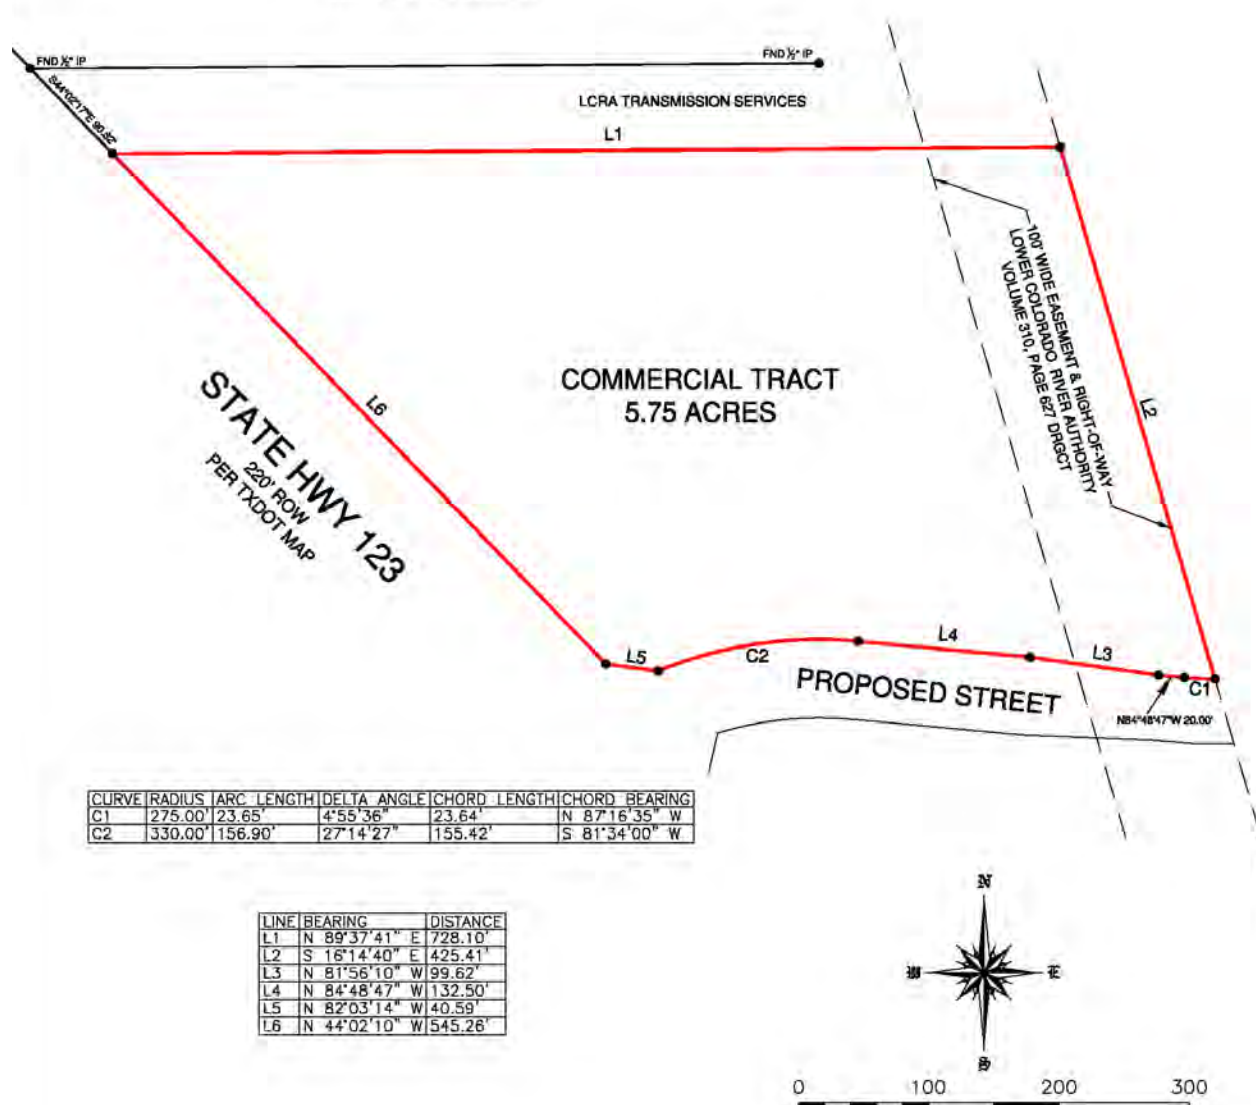 FND ½" IP
FND ½" IP
S44°02'17"E 90.82'
LCRA TRANSMISSION SERVICES
L1
100' WIDE EASEMENT & RIGHT-OF-WAY
LOWER COLORADO RIVER AUTHORITY
VOLUME 310, PAGE 627 DRGCT
L2
COMMERCIAL TRACT
5.75 ACRES
L6
STATE HWY 123
220' ROW
PER TXDOT MAP
L5
C2
L4
L3
C1
PROPOSED STREET
N84°48'47"W 20.00'
CURVE RADIUS ARC LENGTH DELTA ANGLE CHORD LENGTH CHORD BEARING
C1 275.00' 23.65' 4°55'36" 23.64' N 87°16'35" W
C2 330.00' 156.90' 27°14'27" 155.42' S 81°34'00" W
LINE BEARING DISTANCE
L1 N 89°37'41" E 728.10'
L2 S 16°14'40" E 425.41'
L3 N 81°56'10" W 99.62'
L4 N 84°48'47" W 132.50'
L5 N 82°03'14" W 40.59'
L6 N 44°02'10" W 545.26'
N
W E
S
0 100 200 300